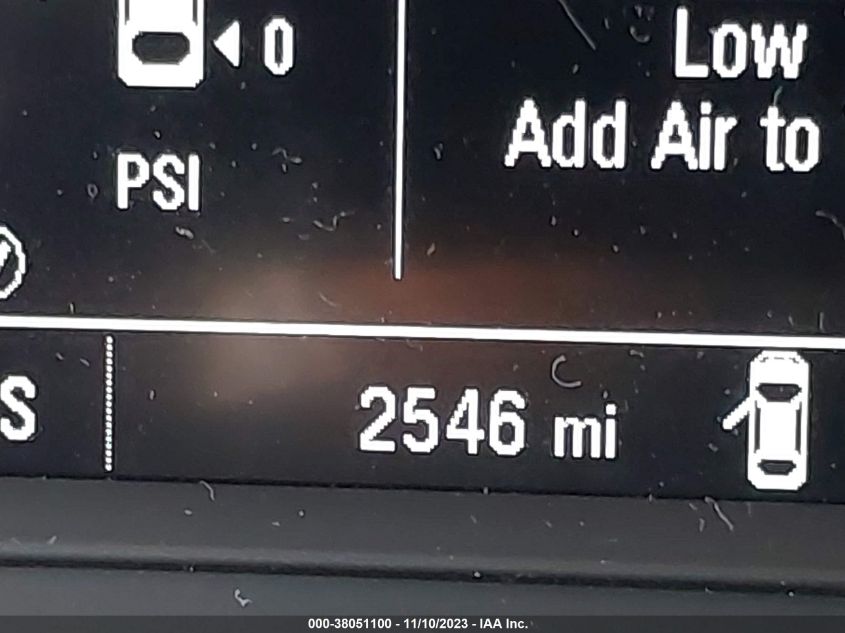 0
Low
Add Air to
PSI
S
2546 mi
000-38051100 - 11/10/2023 - IAA Inc.